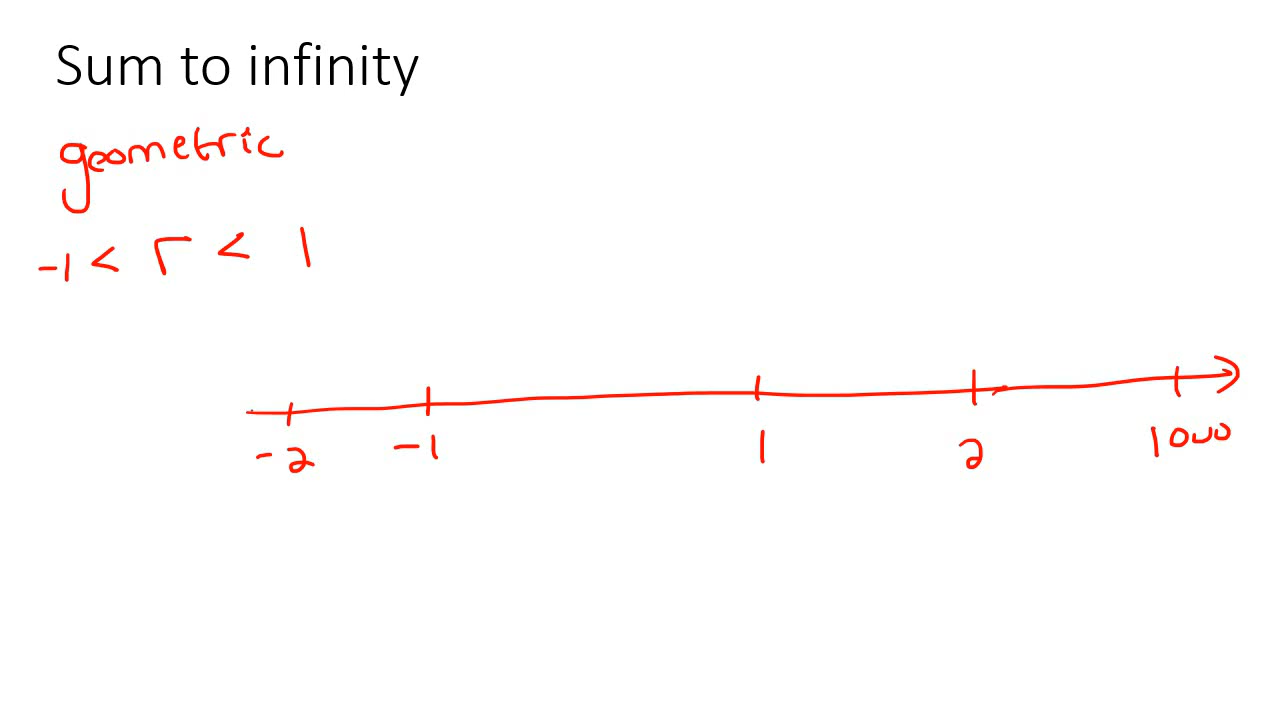 Sum to infinity
geometric
-1 < r < 1
-2 -1 1 2 1000